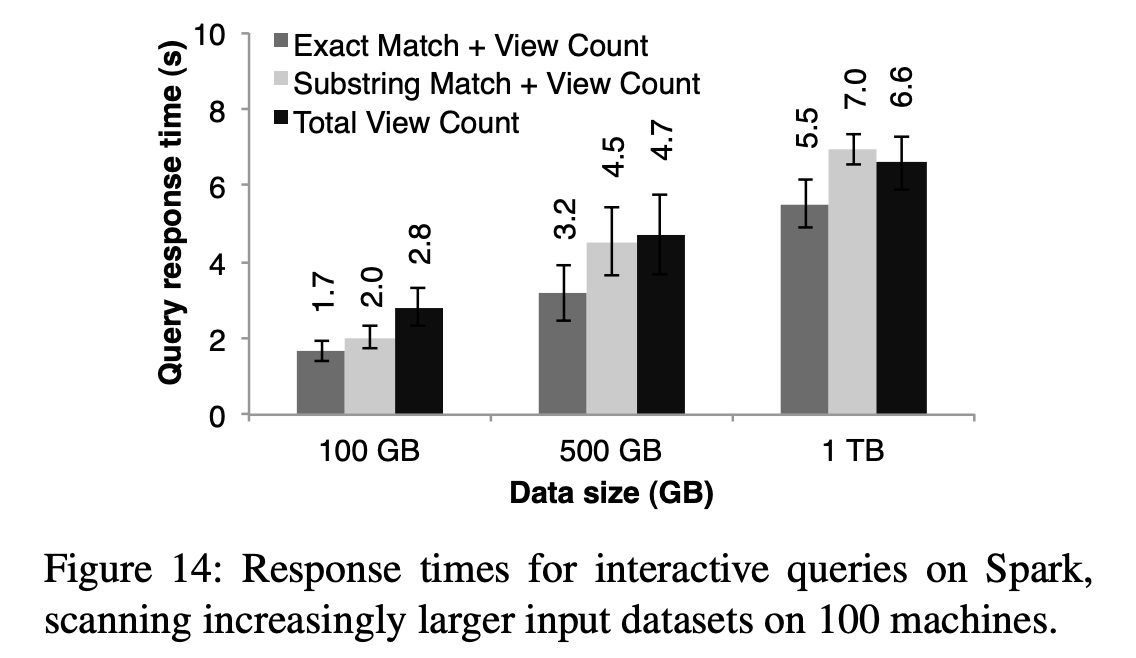 Query response time (s)
10
8
6
4
2
0
Exact Match + View Count
Substring Match + View Count
Total View Count
1.7
2.0
2.8
3.2
4.5
4.7
5.5
7.0
6.6
100 GB
500 GB
1 TB
Data size (GB)
Figure 14: Response times for interactive queries on Spark,
scanning increasingly larger input datasets on 100 machines.